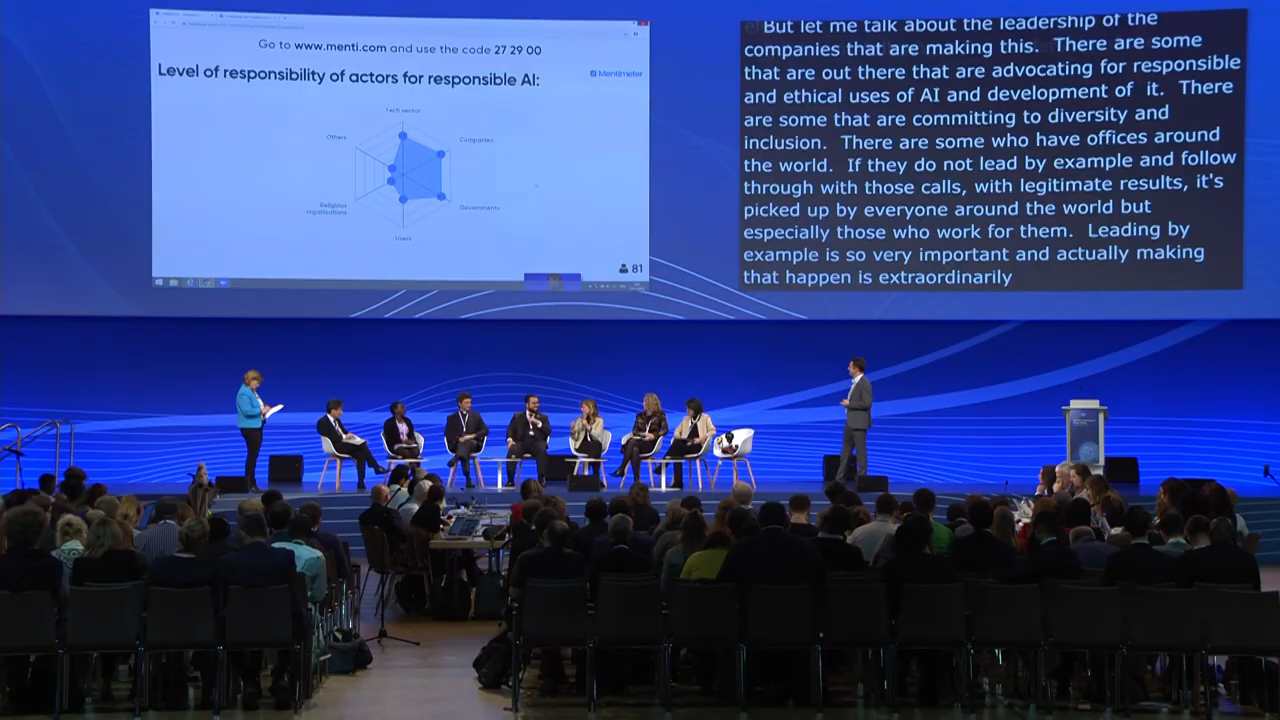 Go to www.menti.com and use the code 27 29 00
Level of responsibility of actors for responsible AI:
Mentimeter
Tech sector
Others
Companies
Religious
organisations
Governments
Users
81
But let me talk about the leadership of the
companies that are making this. There are some
that are out there that are advocating for responsible
and ethical uses of AI and development of it. There
are some that are committing to diversity and
inclusion. There are some who have offices around
the world. If they do not lead by example and follow
through with those calls, with legitimate results, it's
picked up by everyone around the world but
especially those who work for them. Leading by
example is so very important and actually making
that happen is extraordinarily